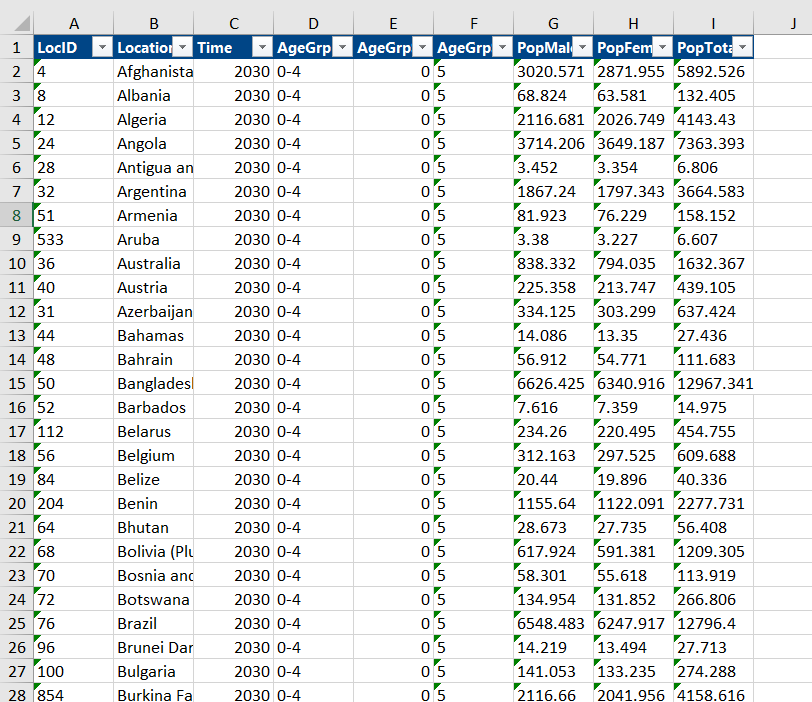 A B C D E F G H I J
1 LocID Location Time AgeGrp AgeGrp AgeGrp PopMale PopFem PopTota
2 4 Afghanista 2030 0-4 0 5 3020.571 2871.955 5892.526
3 8 Albania 2030 0-4 0 5 68.824 63.581 132.405
4 12 Algeria 2030 0-4 0 5 2116.681 2026.749 4143.43
5 24 Angola 2030 0-4 0 5 3714.206 3649.187 7363.393
6 28 Antigua an 2030 0-4 0 5 3.452 3.354 6.806
7 32 Argentina 2030 0-4 0 5 1867.24 1797.343 3664.583
8 51 Armenia 2030 0-4 0 5 81.923 76.229 158.152
9 533 Aruba 2030 0-4 0 5 3.38 3.227 6.607
10 36 Australia 2030 0-4 0 5 838.332 794.035 1632.367
11 40 Austria 2030 0-4 0 5 225.358 213.747 439.105
12 31 Azerbaijan 2030 0-4 0 5 334.125 303.299 637.424
13 44 Bahamas 2030 0-4 0 5 14.086 13.35 27.436
14 48 Bahrain 2030 0-4 0 5 56.912 54.771 111.683
15 50 Bangladesh 2030 0-4 0 5 6626.425 6340.916 12967.341
16 52 Barbados 2030 0-4 0 5 7.616 7.359 14.975
17 112 Belarus 2030 0-4 0 5 234.26 220.495 454.755
18 56 Belgium 2030 0-4 0 5 312.163 297.525 609.688
19 84 Belize 2030 0-4 0 5 20.44 19.896 40.336
20 204 Benin 2030 0-4 0 5 1155.64 1122.091 2277.731
21 64 Bhutan 2030 0-4 0 5 28.673 27.735 56.408
22 68 Bolivia (Plu 2030 0-4 0 5 617.924 591.381 1209.305
23 70 Bosnia and 2030 0-4 0 5 58.301 55.618 113.919
24 72 Botswana 2030 0-4 0 5 134.954 131.852 266.806
25 76 Brazil 2030 0-4 0 5 6548.483 6247.917 12796.4
26 96 Brunei Dar 2030 0-4 0 5 14.219 13.494 27.713
27 100 Bulgaria 2030 0-4 0 5 141.053 133.235 274.288
28 854 Burkina Fa 2030 0-4 0 5 2116.66 2041.956 4158.616